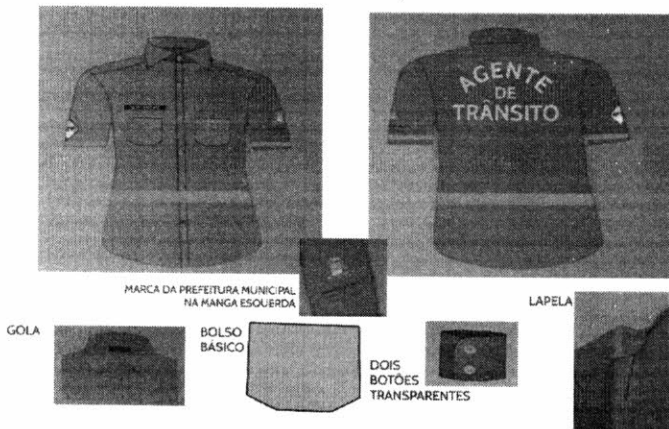 AGENTE
DE
TRÂNSITO
MARCA DA PREFEITURA MUNICIPAL
NA MANGA ESQUERDA
GOLA
BOLSO
BÁSICO
DOIS
BOTÕES
TRANSPARENTES
LAPELA